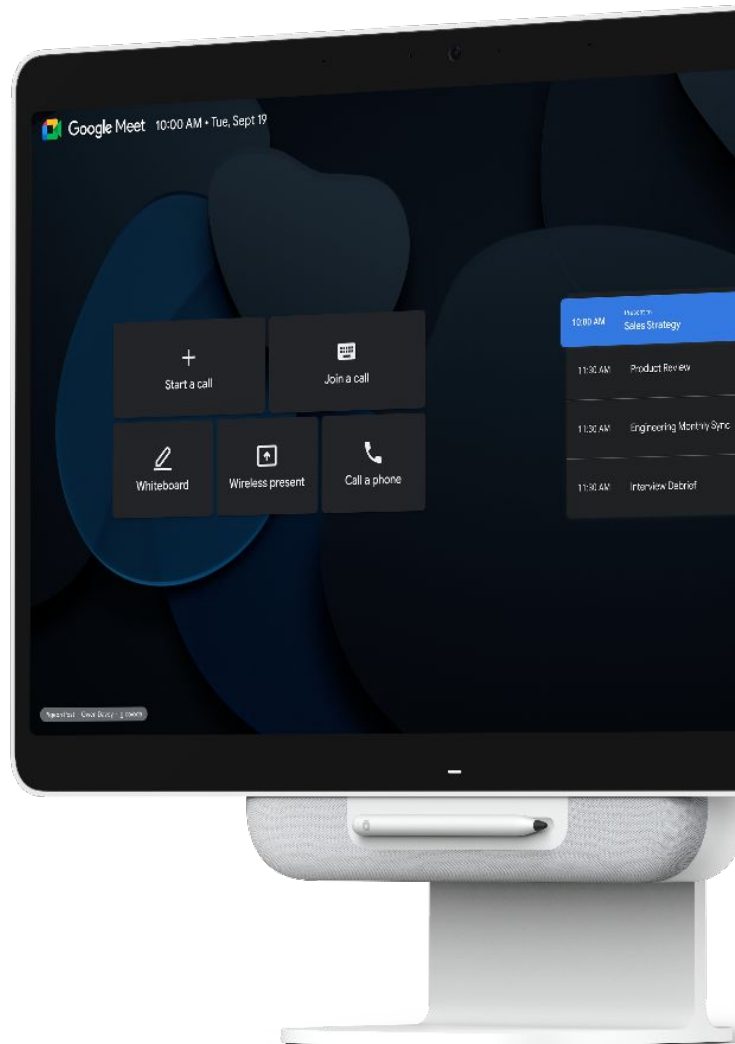 Google Meet 10:00 AM • Tue, Sept 19
Start a call
Join a call
Whiteboard
Wireless present
Call a phone
10:00 AM
Sales Strategy
11:30 AM Product Review
11:30 AM Engineering Monthly Sync
11:30 AM Interview Debrief